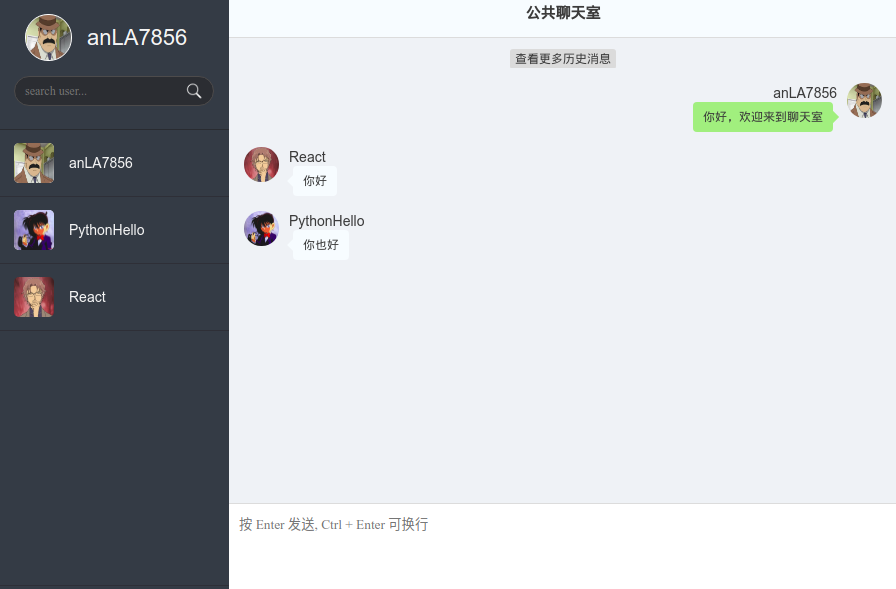 anLA7856
search user...
anLA7856
PythonHello
React
公共聊天室
查看更多历史消息
anLA7856
你好，欢迎来到聊天室
React
你好
PythonHello
你也好
按 Enter 发送, Ctrl + Enter 可换行